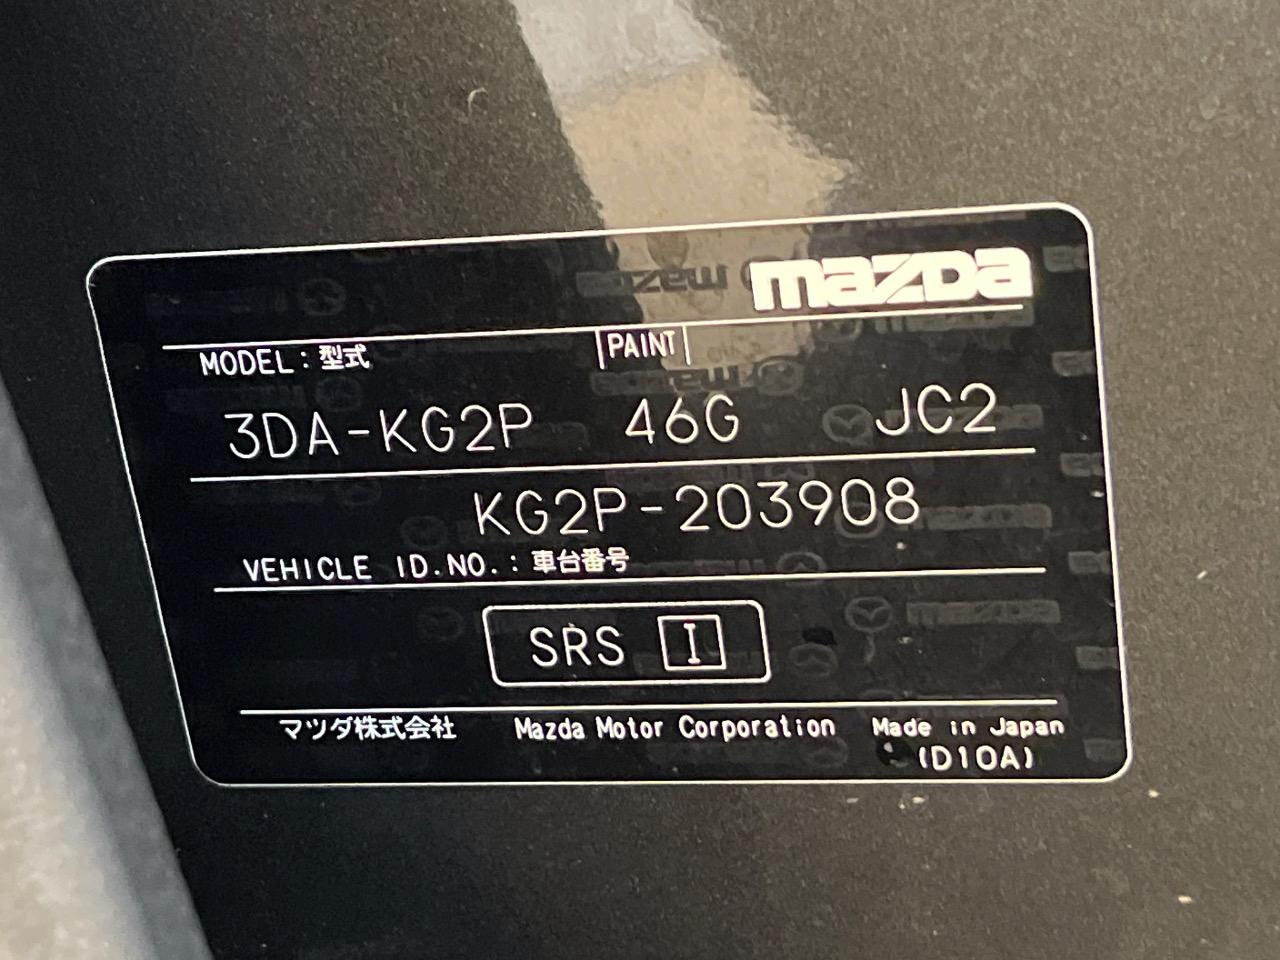 mazda
MODEL:型式 PAINT
3DA-KG2P 46G JC2
KG2P-203908
VEHICLE ID.NO.:車台番号
SRS I
マツダ株式会社 Mazda Motor Corporation Made in Japan
(D10A)